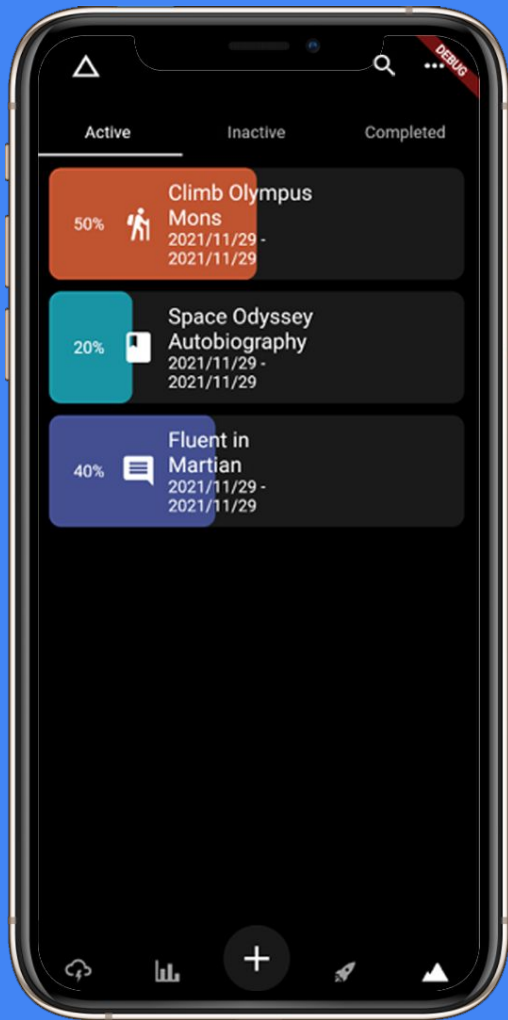 DEBUG
Active
Inactive
Completed
50%
Climb Olympus
Mons
2021/11/29 -
2021/11/29
20%
Space Odyssey
Autobiography
2021/11/29 -
2021/11/29
40%
Fluent in
Martian
2021/11/29 -
2021/11/29